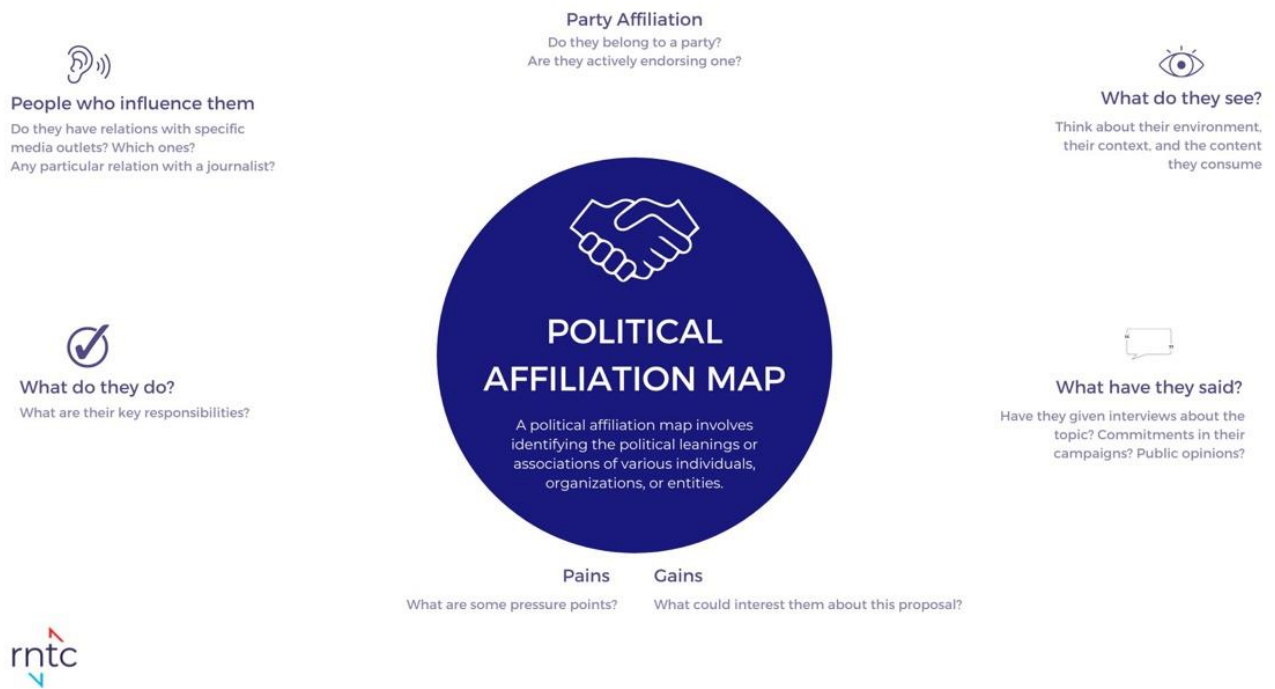 Party Affiliation
Do they belong to a party?
Are they actively endorsing one?
People who influence them
Do they have relations with specific
media outlets? Which ones?
Any particular relation with a journalist?
What do they see?
Think about their environment,
their context, and the content
they consume
POLITICAL
AFFILIATION MAP
A political affiliation map involves
identifying the political leanings or
associations of various individuals,
organizations, or entities.
What do they do?
What are their key responsibilities?
What have they said?
Have they given interviews about the
topic? Commitments in their
campaigns? Public opinions?
Pains
What are some pressure points?
Gains
What could interest them about this proposal?
rntc